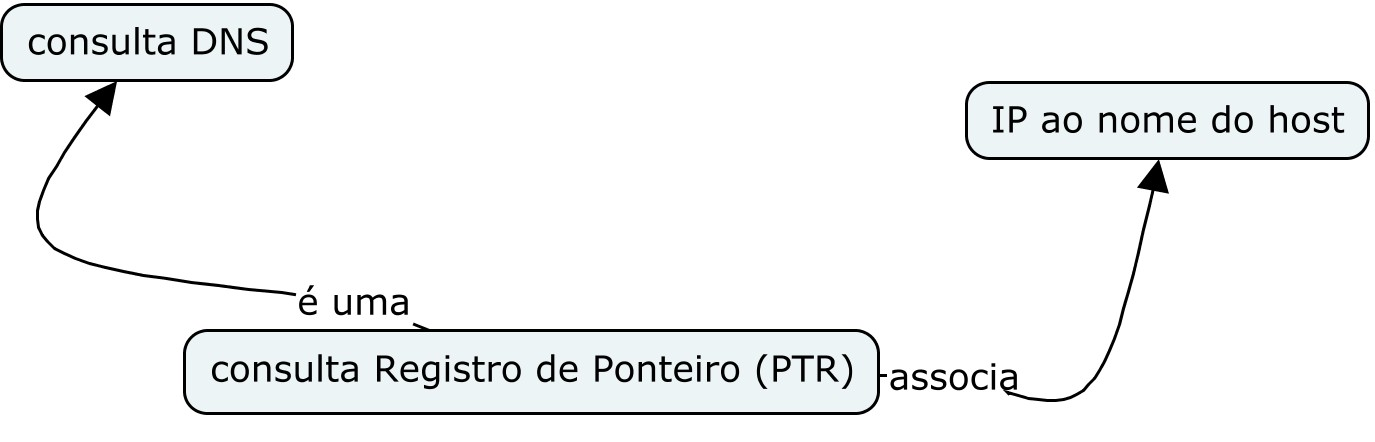 consulta DNS
IP ao nome do host
é uma
consulta Registro de Ponteiro (PTR)
associa